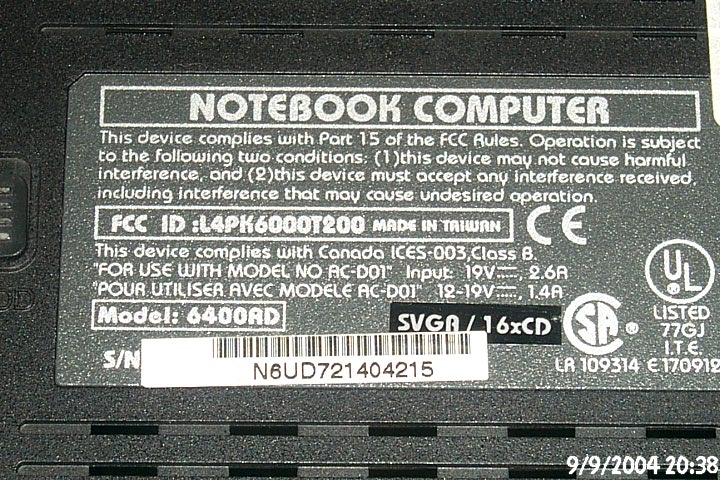 NOTEBOOK COMPUTER
This device complies with Part 15 of the FCC Rules. Operation is subject
to the following two conditions: (1)this device may not cause harmful
interference, and (2)this device must accept any interference received,
including interference that may cause undesired operation.
FCC ID :L4PK6000T200 MADE IN TAIWAN CE
This device complies with Canada ICES-003,Class B.
"FOR USE WITH MODEL NO AC-D01" Input: 19V⎓, 2.6A
"POUR UTILISER AVEC MODELE AC-D01" 12-19V⎓, 1.4A
Model: 6400AD
SVGA / 16xCD
SA ®
LR 109314
UL
LISTED
77GJ
I.T.E.
E170912
S/N
N6UD721404215
9/9/2004 20:38